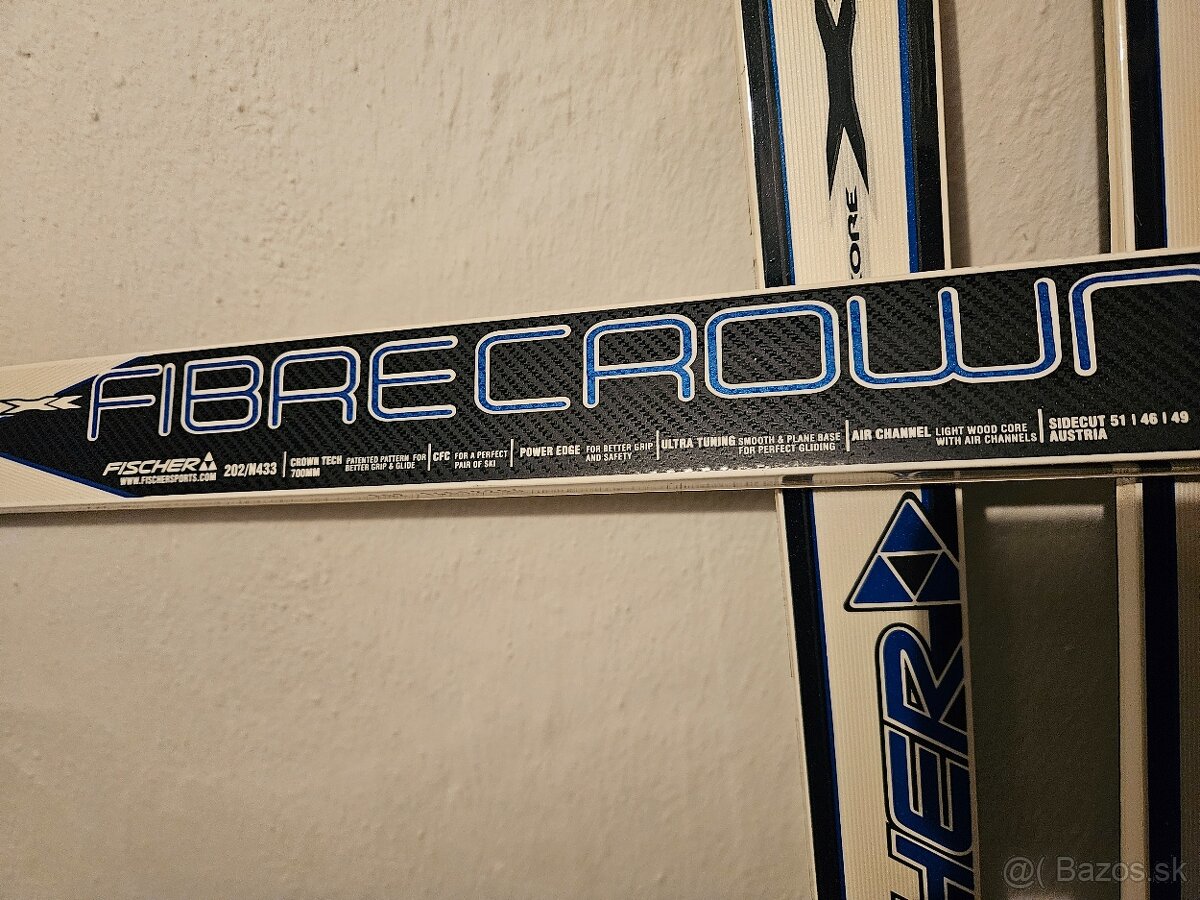 X
CORE
FIBRECROWN
FISCHER
WWW.FISCHERSPORTS.COM
202/N433
CROWN TECH
700MM
PATENTED PATTERN FOR
BETTER GRIP & GLIDE
CFC
FOR A PERFECT
PAIR OF SKI
POWER EDGE
FOR BETTER GRIP
AND SAFETY
ULTRA TUNING
SMOOTH & PLANE BASE
FOR PERFECT GLIDING
AIR CHANNEL
LIGHT WOOD CORE
WITH AIR CHANNELS
SIDECUT 51 | 46 | 49
AUSTRIA
HER
@( Bazos.sk